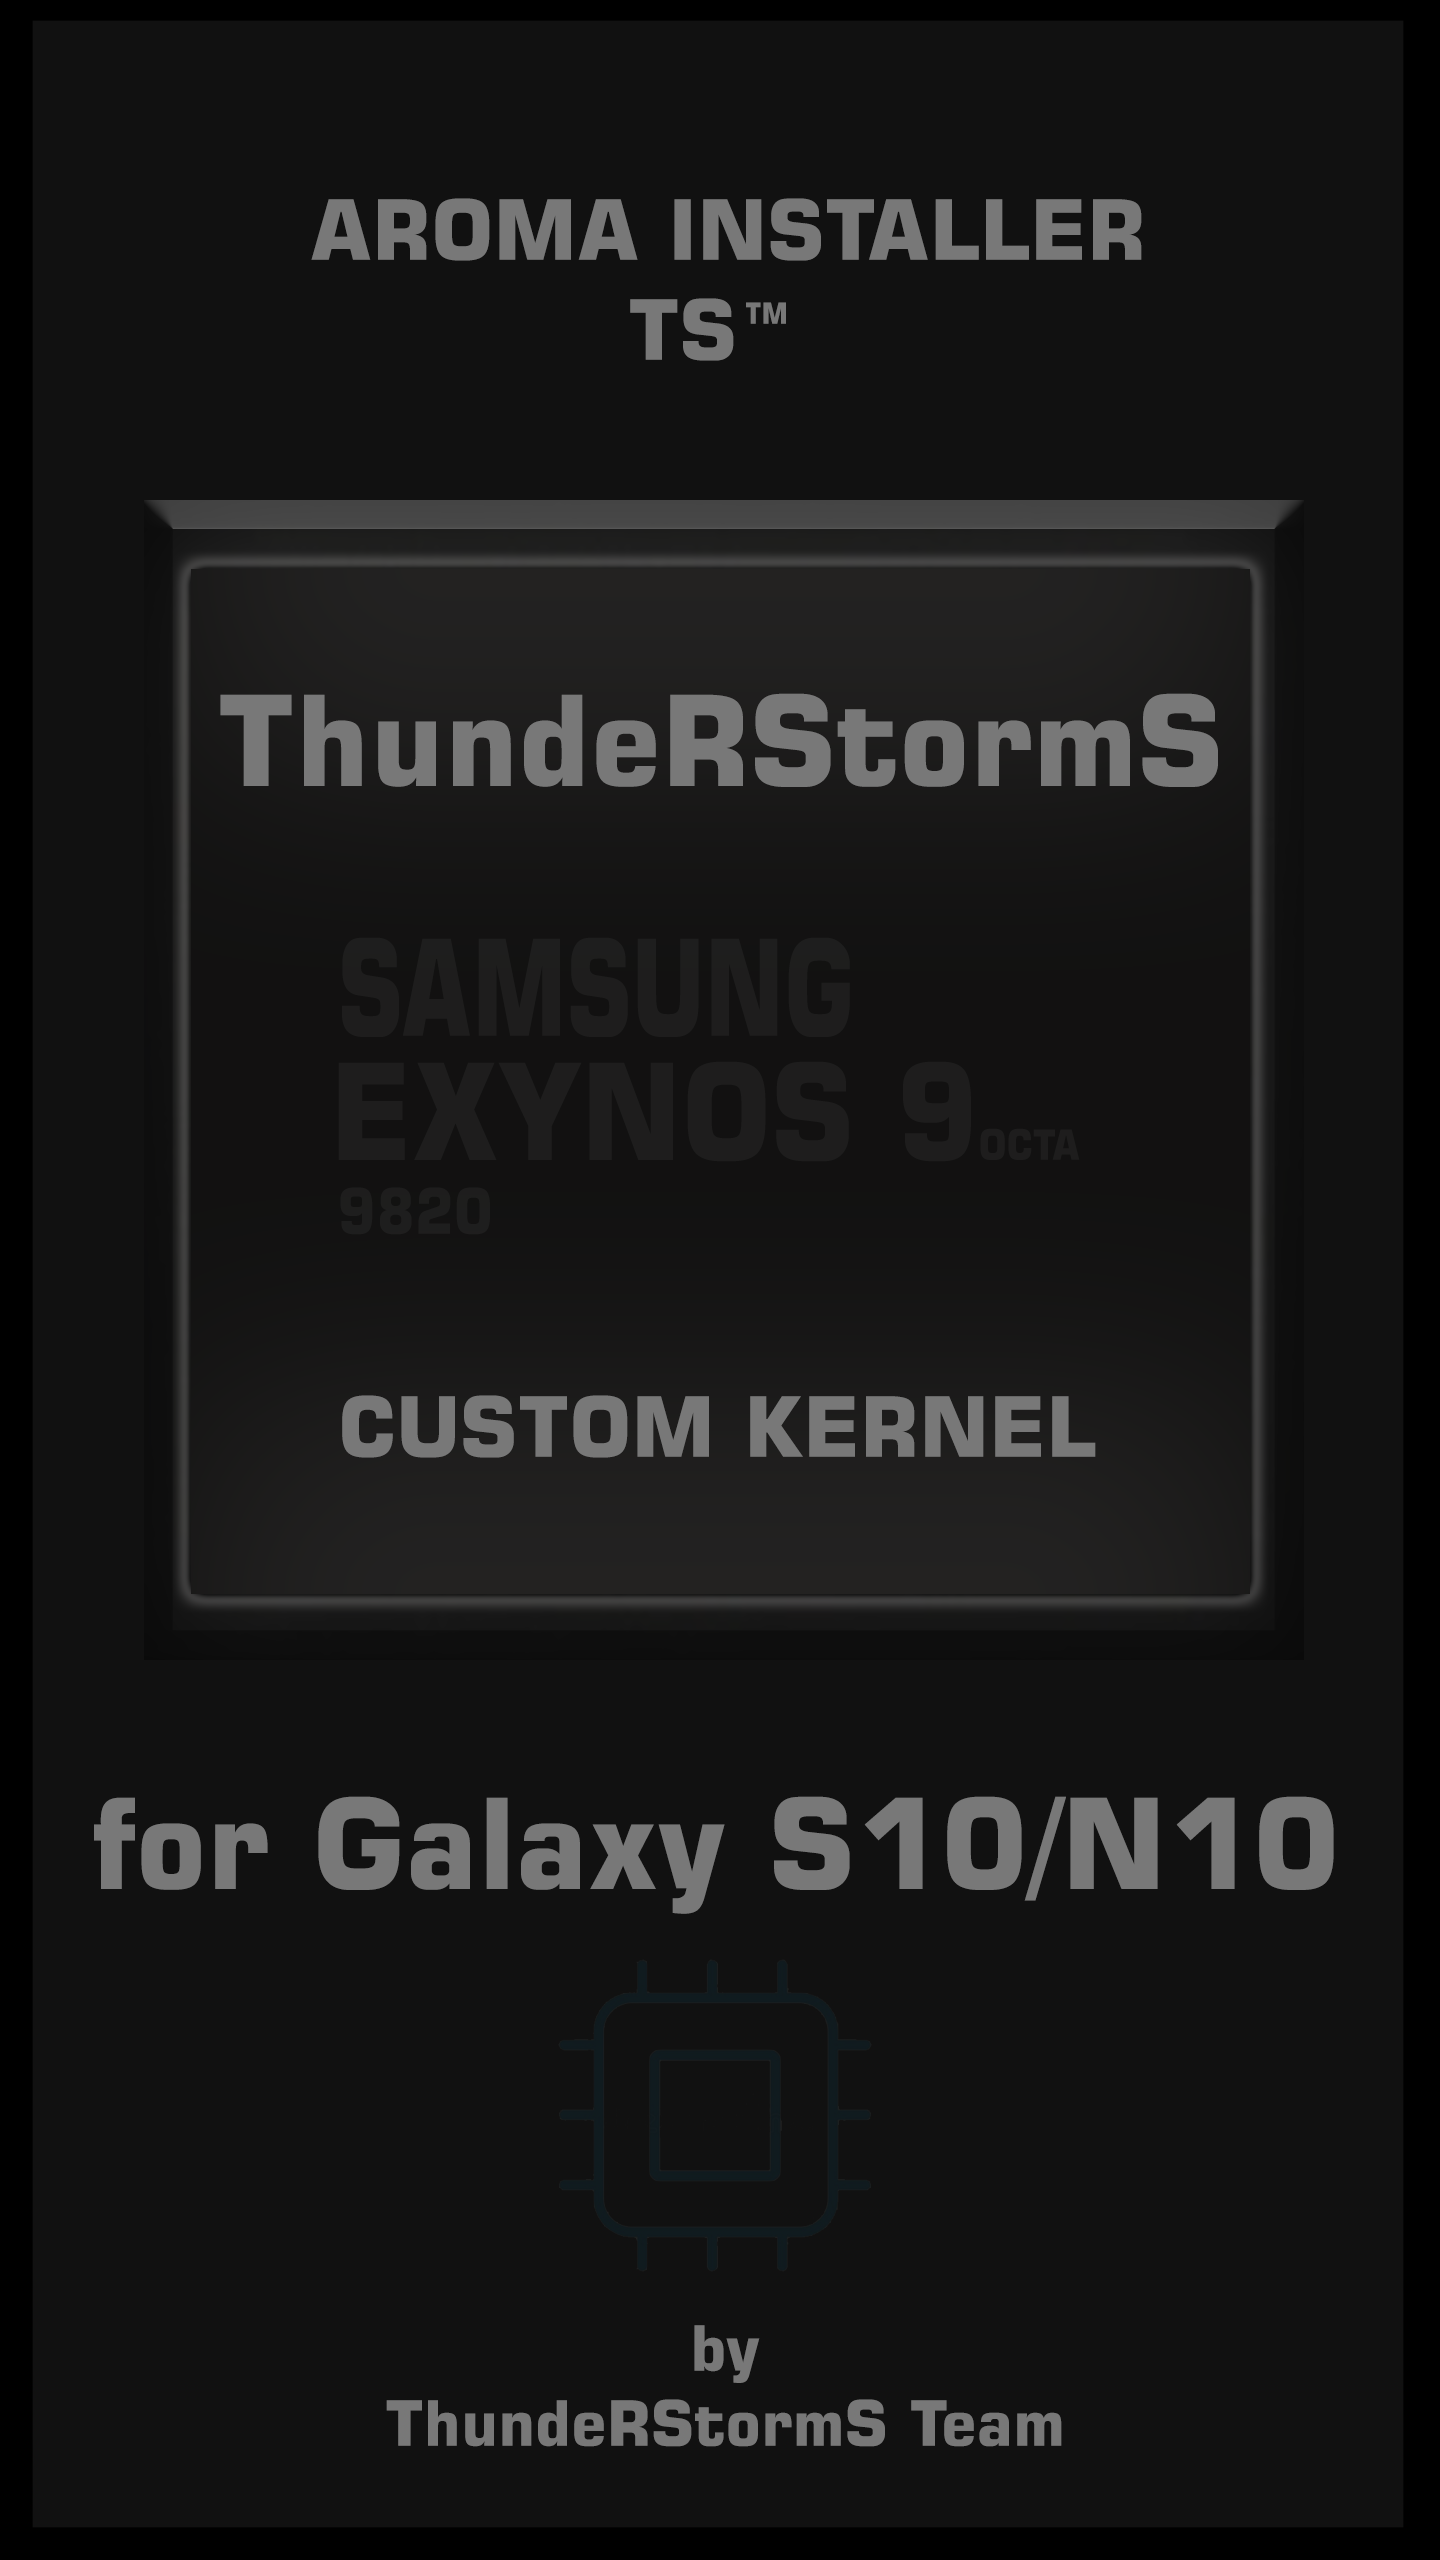 AROMA INSTALLER
TS™
ThundeRStormS
SAMSUNG
EXYNOS 9 OCTA
9820
CUSTOM KERNEL
for Galaxy S10/N10
by
ThundeRStormS Team